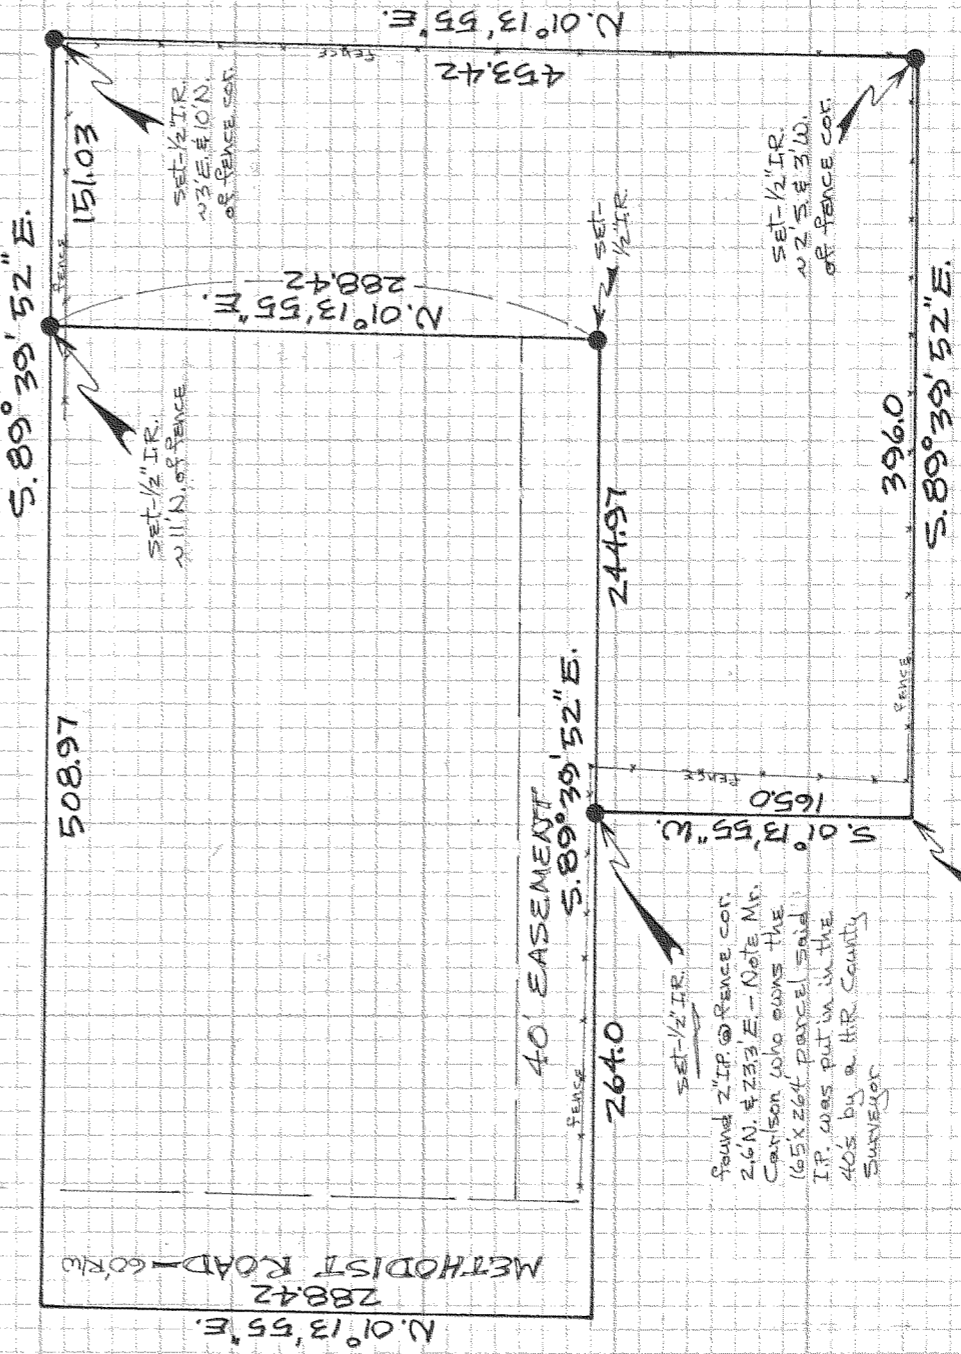 S. 89° 39' 52" E.
508.97
151.03
fence
set-1/2" I.R.
~3' E. & 10' N.
of fence cor.
set-1/2" I.R.
~11' N. of fence
N. 01° 13' 55" E.
453.42
fence
N. 01° 13' 55" E.
288.42
set-
1/2" I.R.
set-1/2" I.R.
~2' S. & 3' W.
of fence cor.
METHODIST ROAD - 60' R/W
288.42
N. 01° 13' 55" E.
40' EASEMENT
S. 89° 39' 52" E.
fence
264.0
244.97
set-1/2" I.R.
found 2" I.P. @ fence cor.
2.6' N. & 23.3' E. - Note Mr.
Carlson who owns the
165' x 264' parcel said
I.P. was put in in the
40's by a H.R. County
Surveyor
S. 01° 13' 55" W.
165.0
fence
fence
396.0
S. 89° 39' 52" E.